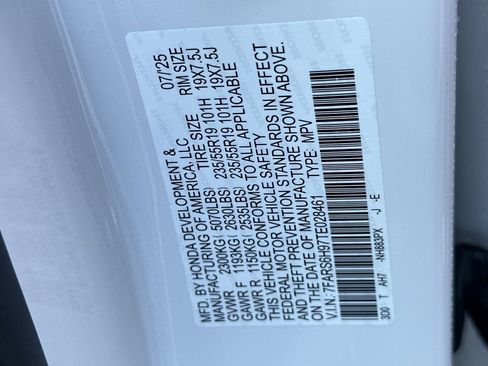 MFD. BY HONDA DEVELOPMENT & 07/'25
MANUFACTURING OF AMERICA, LLC
TIRE SIZE RIM SIZE
GVWR 2300KG( 5070LBS)
GAWR F 1193KG( 2630LBS) 235/55R19 101H 19X7.5J
GAWR R 1150KG( 2535LBS) 235/55R19 101H 19X7.5J
THIS VEHICLE CONFORMS TO ALL APPLICABLE
FEDERAL MOTOR VEHICLE SAFETY
AND THEFT PREVENTION STANDARDS IN EFFECT
ON THE DATE OF MANUFACTURE SHOWN ABOVE.
V.I.N.: 7FARS6H97TE028461 TYPE: MPV
3D0 T AH7 -NH883PX J -E